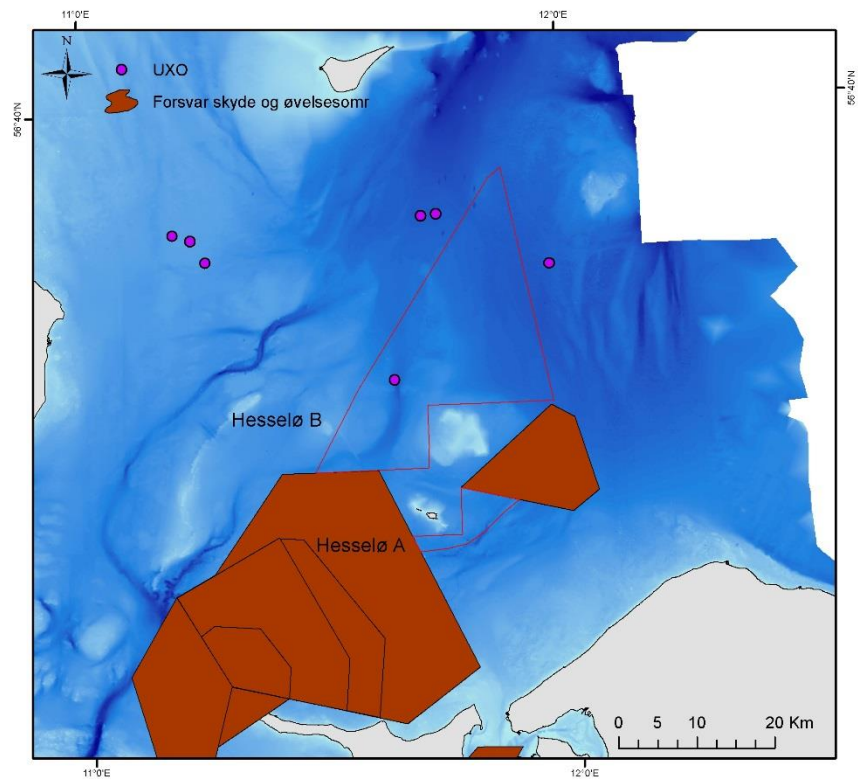 11°0'E 12°0'E
N
UXO
Forsvar skyde og øvelsesomr
56°40'N
56°40'N
Hesselø B
Hesselø A
0 5 10 20 Km
11°0'E 12°0'E